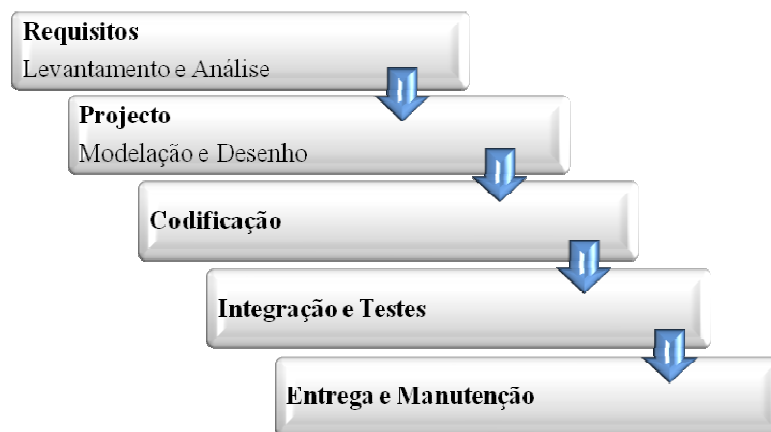 Requisitos
Levantamento e Análise
Projecto
Modelação e Desenho
Codificação
Integração e Testes
Entrega e Manutenção